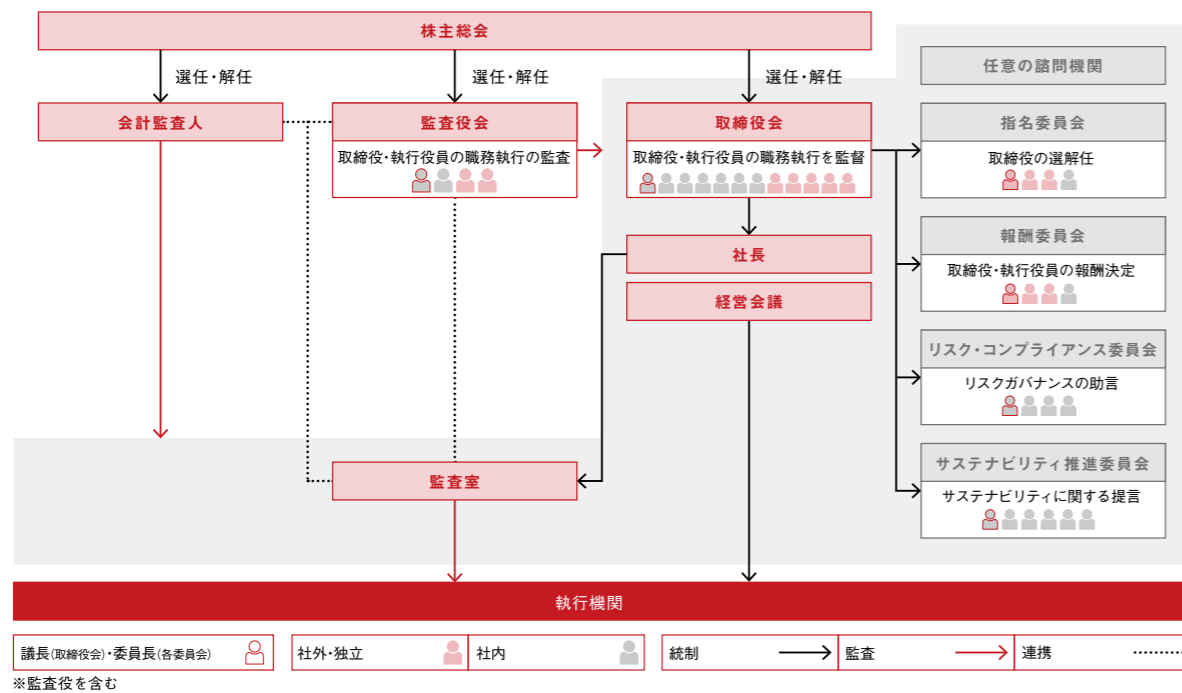 株主総会
選任・解任
選任・解任
選任・解任
任意の諮問機関
会計監査人
監査役会
取締役・執行役員の職務執行の監査
取締役会
取締役・執行役員の職務執行を監督
指名委員会
取締役の選解任
社長
経営会議
報酬委員会
取締役・執行役員の報酬決定
リスク・コンプライアンス委員会
リスクガバナンスの助言
監査室
サステナビリティ推進委員会
サステナビリティに関する提言
執行機関
議長(取締役会)・委員長(各委員会)
社外・独立
社内
統制
監査
連携
※監査役を含む